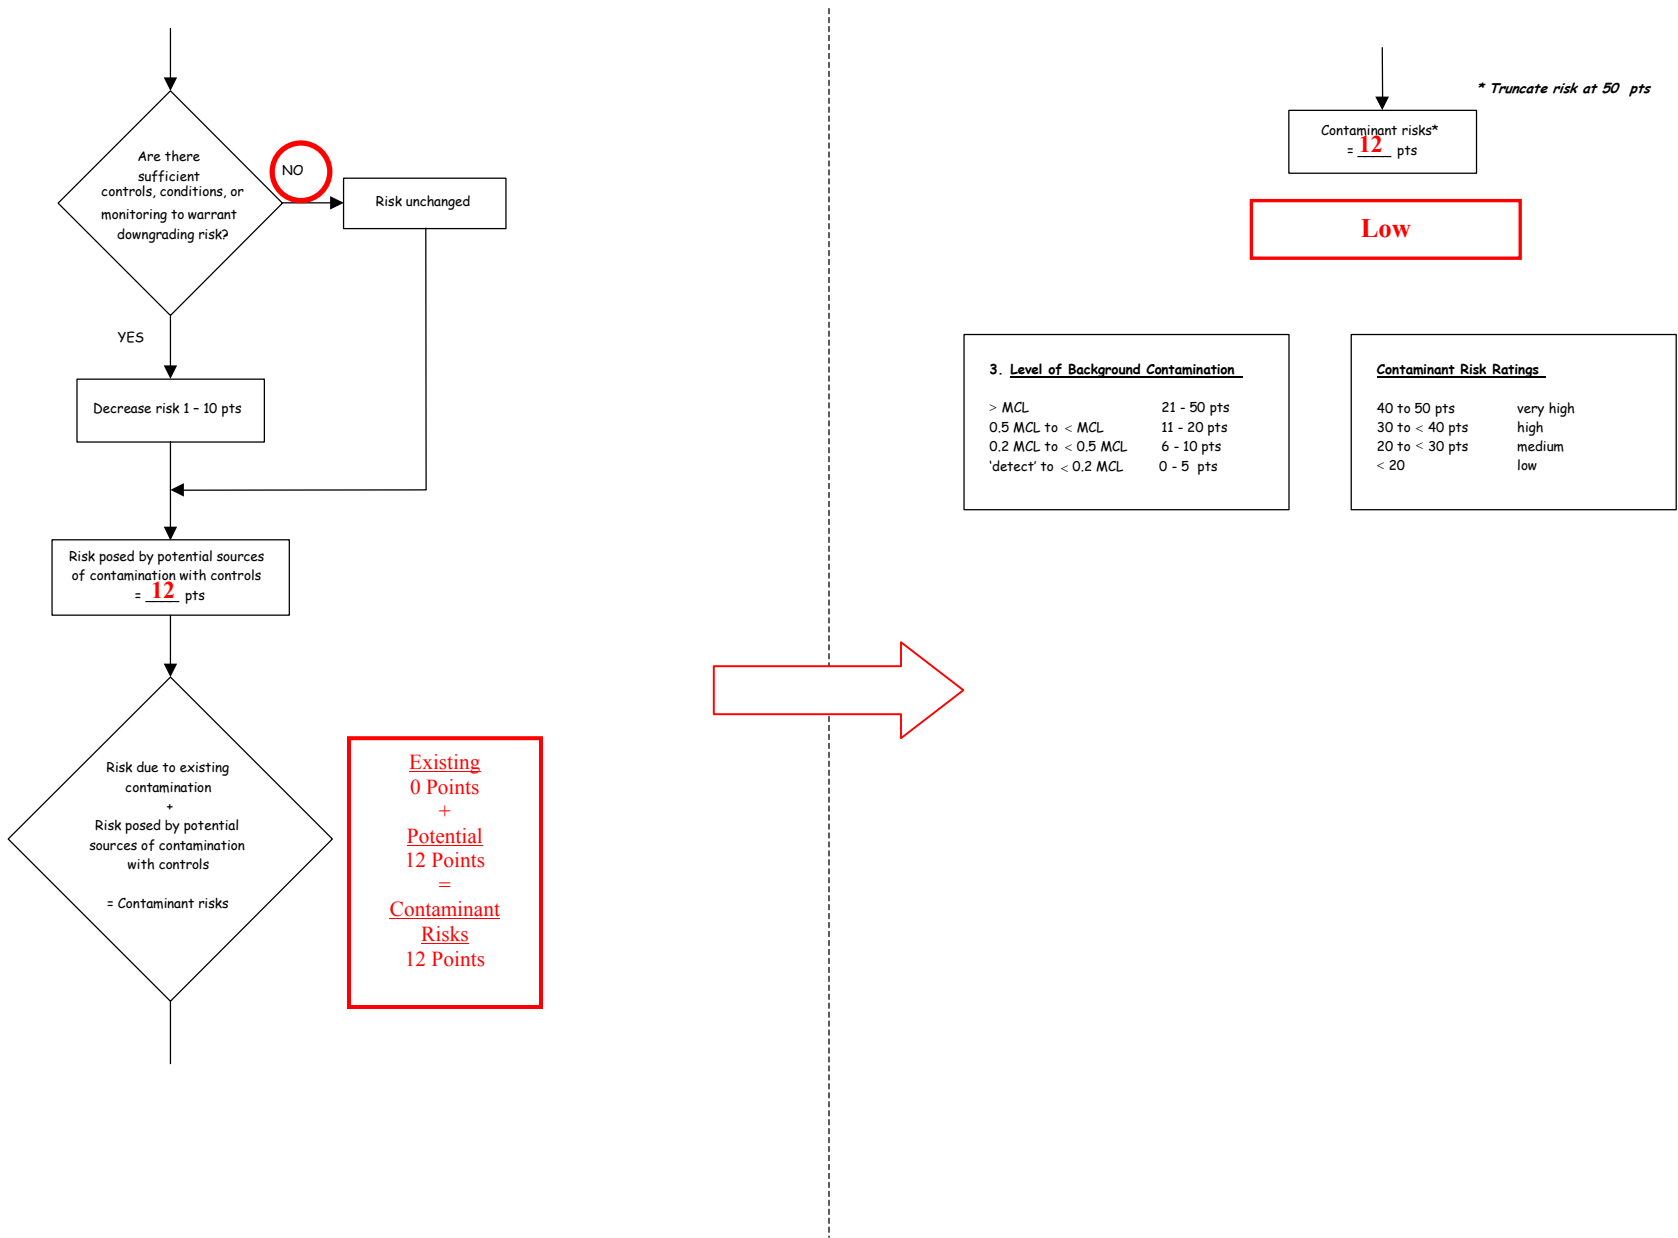 Are there
sufficient
controls, conditions, or
monitoring to warrant
downgrading risk?
NO
Risk unchanged
YES
Decrease risk 1 – 10 pts
Risk posed by potential sources
of contamination with controls
= 12 pts
Risk due to existing
contamination
+
Risk posed by potential
sources of contamination
with controls
= Contaminant risks
Existing
0 Points
+
Potential
12 Points
=
Contaminant
Risks
12 Points
* Truncate risk at 50 pts
Contaminant risks*
= 12 pts
Low
3. Level of Background Contamination
> MCL 21 - 50 pts
0.5 MCL to < MCL 11 - 20 pts
0.2 MCL to < 0.5 MCL 6 - 10 pts
‘detect’ to < 0.2 MCL 0 - 5 pts
Contaminant Risk Ratings
40 to 50 pts very high
30 to < 40 pts high
20 to < 30 pts medium
< 20 low